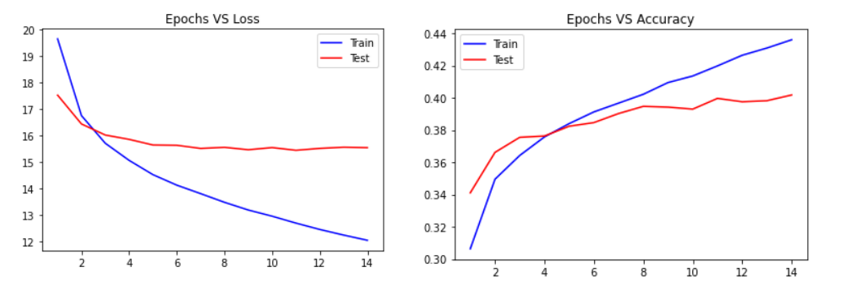 Epochs VS Loss
20
19
18
17
16
15
14
13
12
2 4 6 8 10 12 14
Train
Test
Epochs VS Accuracy
0.44
0.42
0.40
0.38
0.36
0.34
0.32
0.30
2 4 6 8 10 12 14
Train
Test